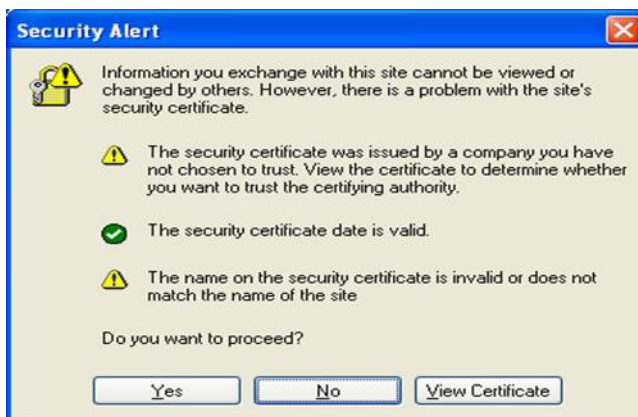 Security Alert
Information you exchange with this site cannot be viewed or
changed by others. However, there is a problem with the site's
security certificate.
The security certificate was issued by a company you have
not chosen to trust. View the certificate to determine whether
you want to trust the certifying authority.
The security certificate date is valid.
The name on the security certificate is invalid or does not
match the name of the site
Do you want to proceed?
Yes
No
View Certificate